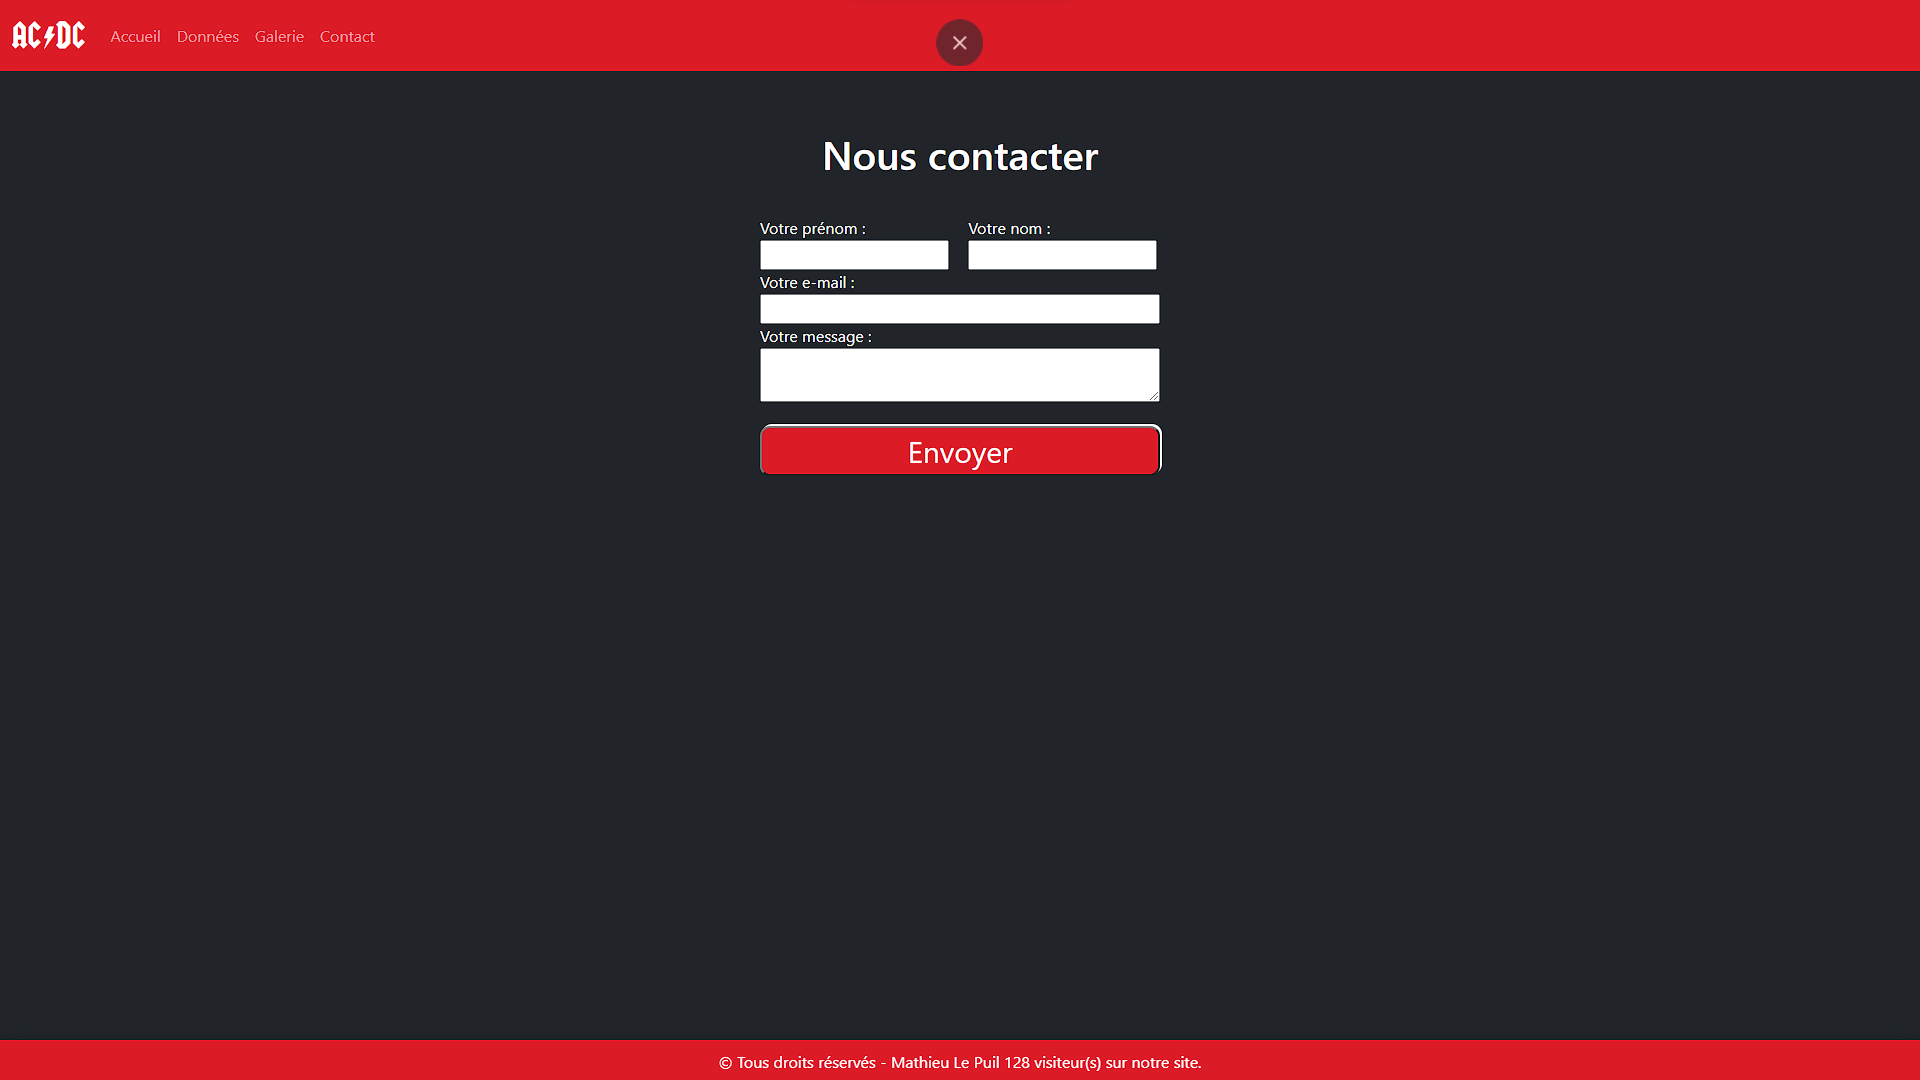 AC⚡DC Accueil Données Galerie Contact
Nous contacter
Votre prénom : Votre nom :
Votre e-mail :
Votre message :
Envoyer
© Tous droits réservés - Mathieu Le Puil 128 visiteur(s) sur notre site.